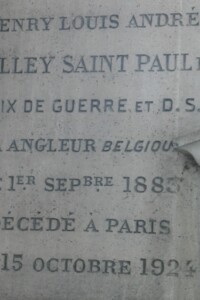 ENRY LOUIS ANDRÉ
LLEY SAINT PAUL
IX DE GUERRE ET D.S.
ANGLEUR BELGIQU
1ER SEPBRE 1883
ÉCÉDÉ À PARIS
15 OCTOBRE 1924